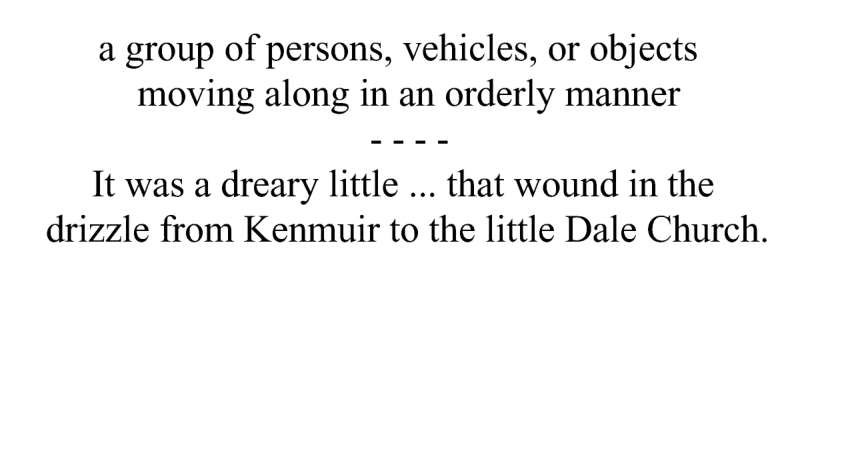 a group of persons, vehicles, or objects
moving along in an orderly manner
- - - -
It was a dreary little ... that wound in the
drizzle from Kenmuir to the little Dale Church.